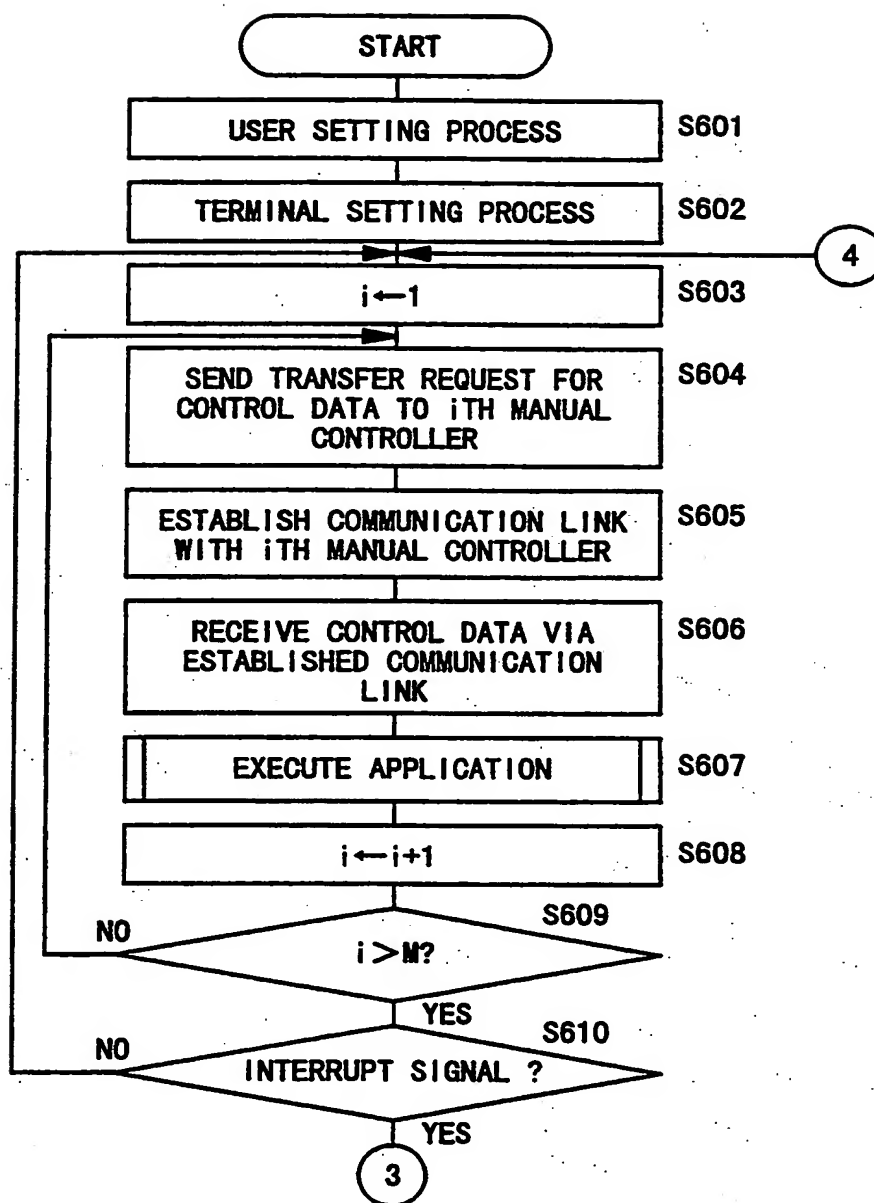 START
USER SETTING PROCESS
S601
TERMINAL SETTING PROCESS
S602
4
i←1
S603
SEND TRANSFER REQUEST FOR
CONTROL DATA TO iTH MANUAL
CONTROLLER
S604
ESTABLISH COMMUNICATION LINK
WITH iTH MANUAL CONTROLLER
S605
RECEIVE CONTROL DATA VIA
ESTABLISHED COMMUNICATION
LINK
S606
EXECUTE APPLICATION
S607
i←i+1
S608
S609
NO
i>M?
YES
S610
NO
INTERRUPT SIGNAL ?
YES
3